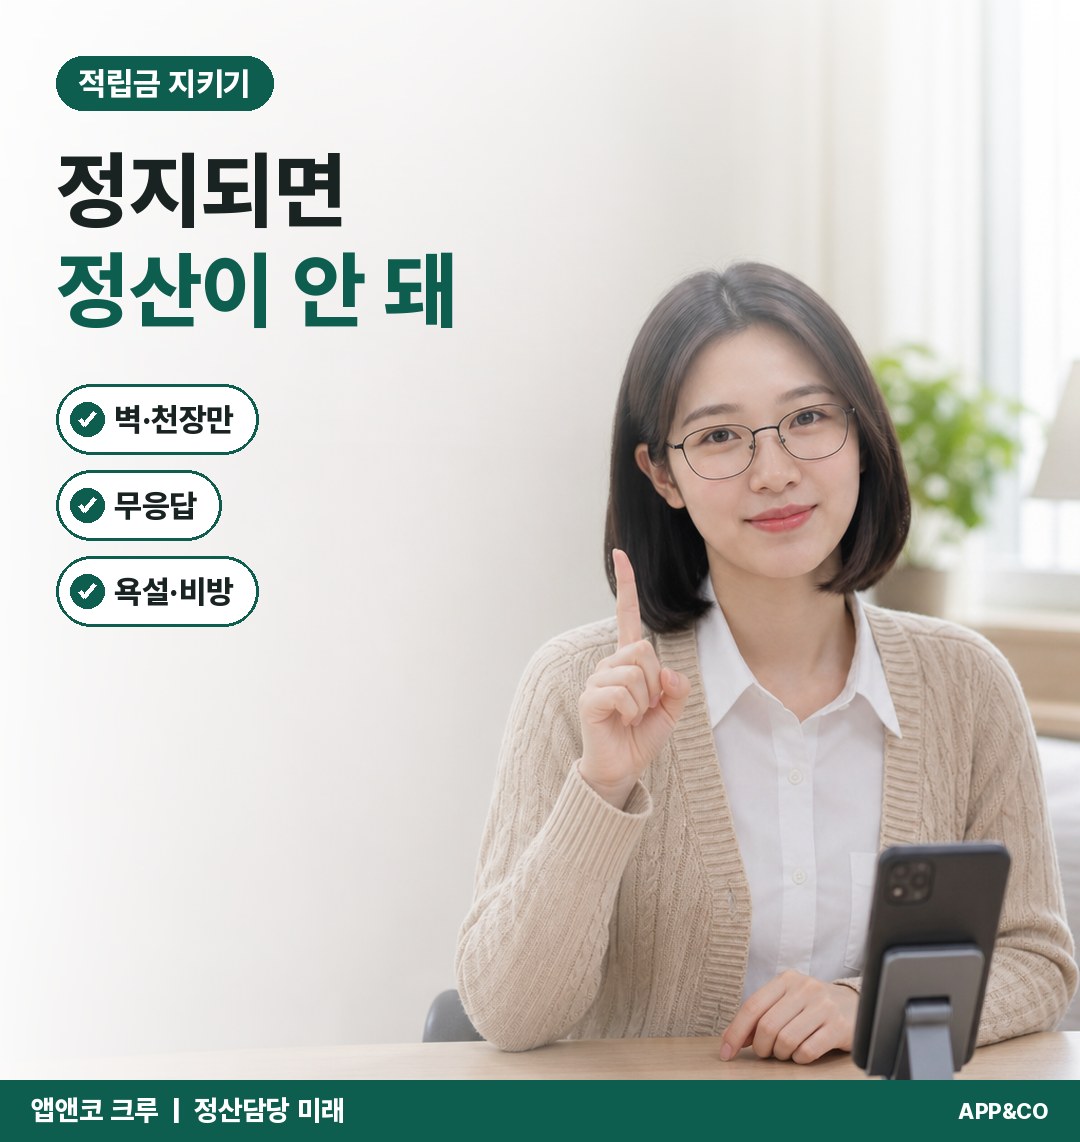 적립금 지키기
정지되면
정산이 안 돼
벽·천장만
무응답
욕설·비방
앱앤코 크루 | 정산담당 미래
APP&CO